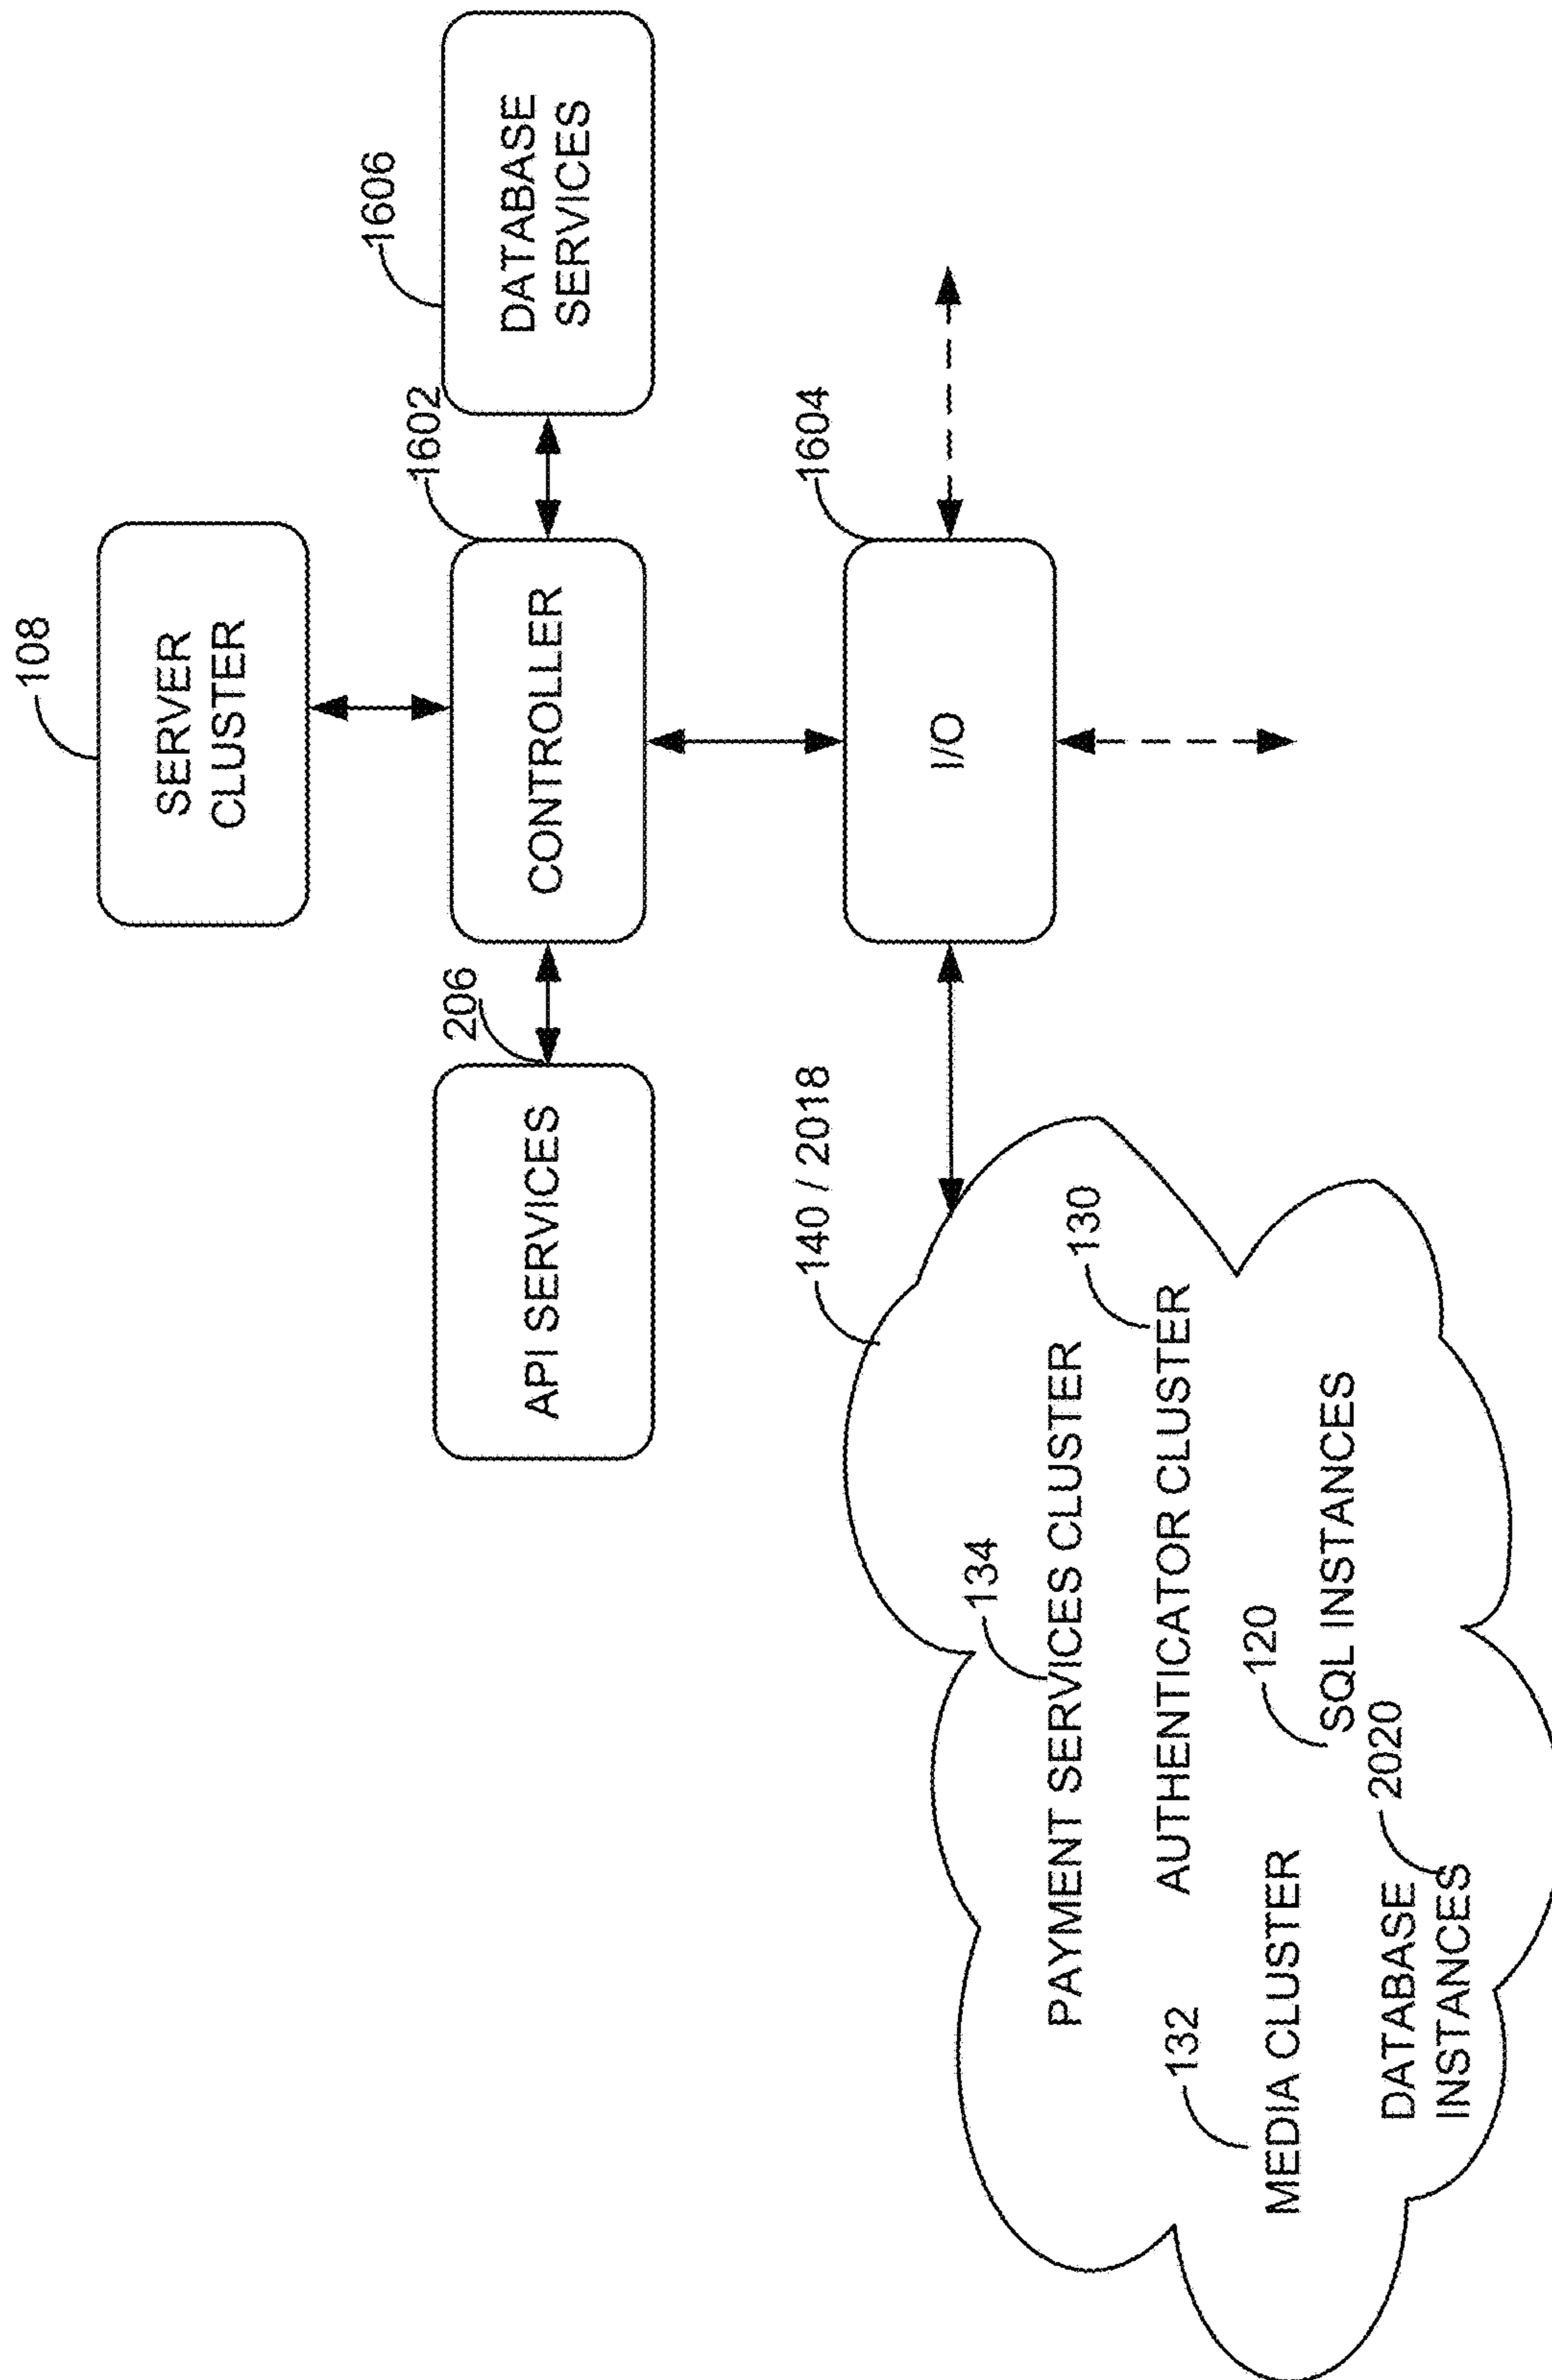 108
SERVER
CLUSTER
1606
DATABASE
SERVICES
1602
CONTROLLER
206
API SERVICES
1604
I/O
140 / 2018
134
PAYMENT SERVICES CLUSTER
130
AUTHENTICATOR CLUSTER
132
MEDIA CLUSTER
120
SQL INSTANCES
2020
DATABASE
INSTANCES